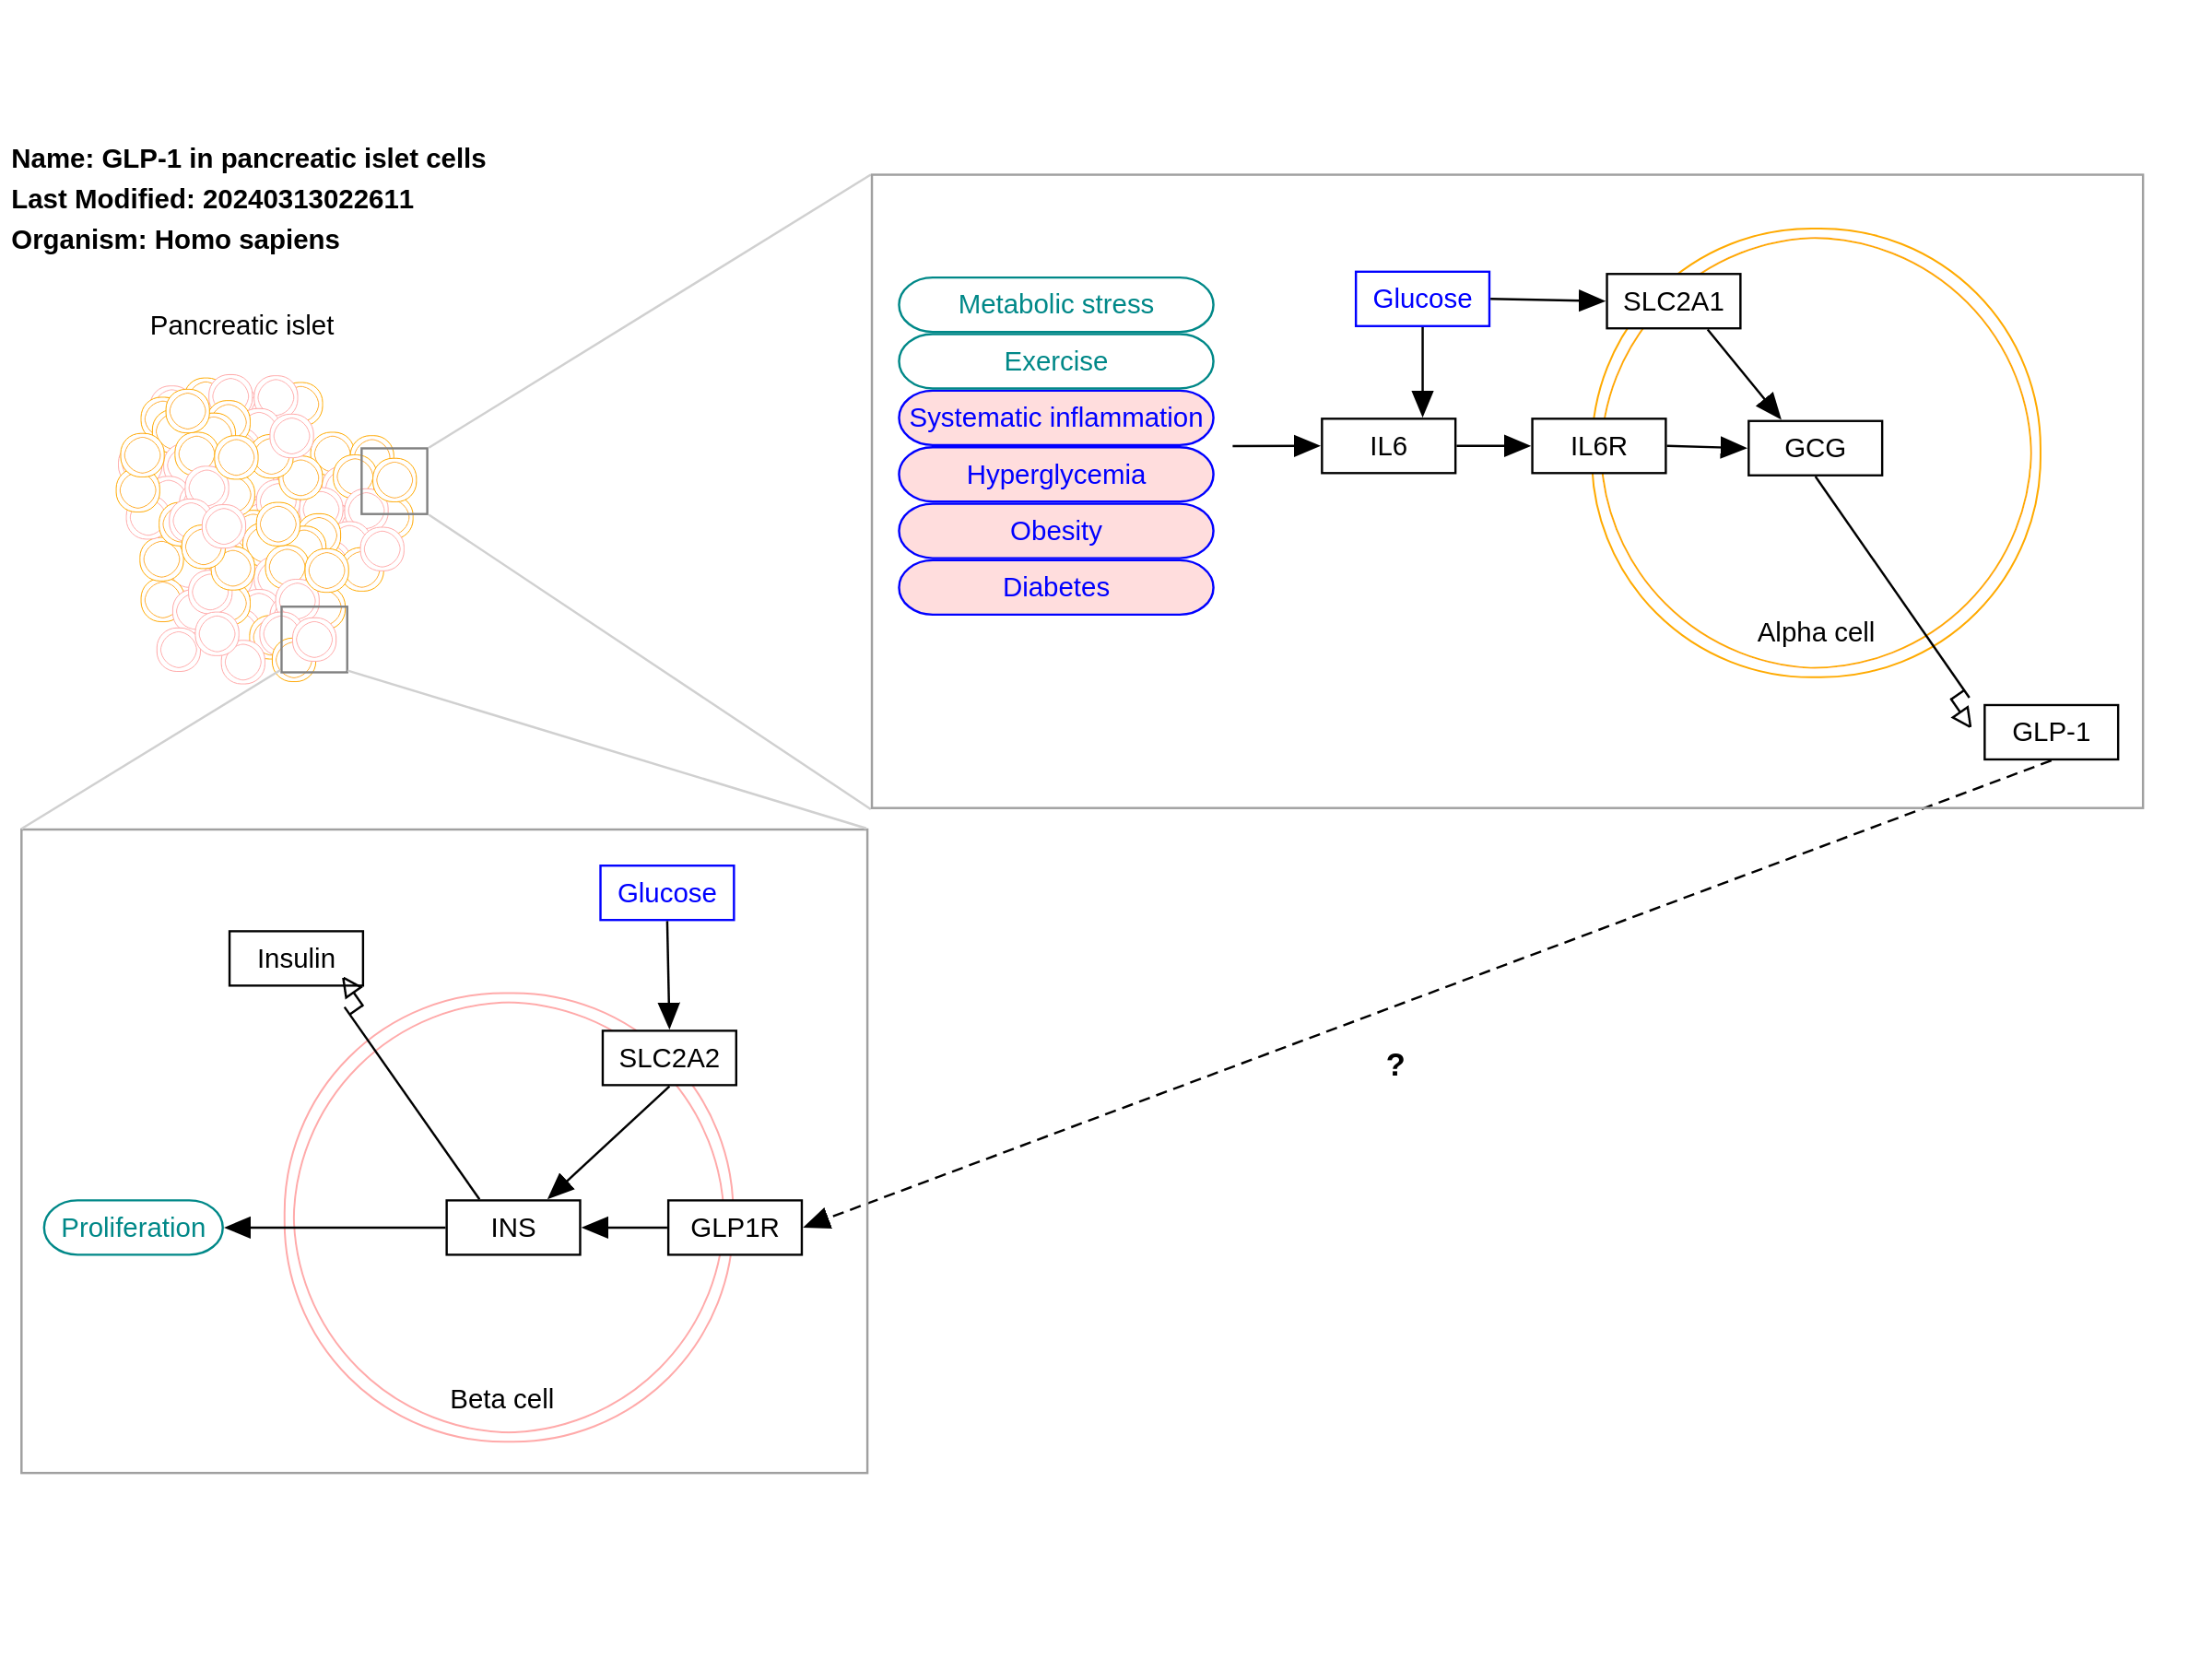 Name: GLP-1 in pancreatic islet cells
Last Modified: 20240313022611
Organism: Homo sapiens
Pancreatic islet
Metabolic stress
Exercise
Systematic inflammation
Hyperglycemia
Obesity
Diabetes
Glucose
SLC2A1
IL6
IL6R
GCG
Alpha cell
GLP-1
?
Glucose
Insulin
SLC2A2
Proliferation
INS
GLP1R
Beta cell